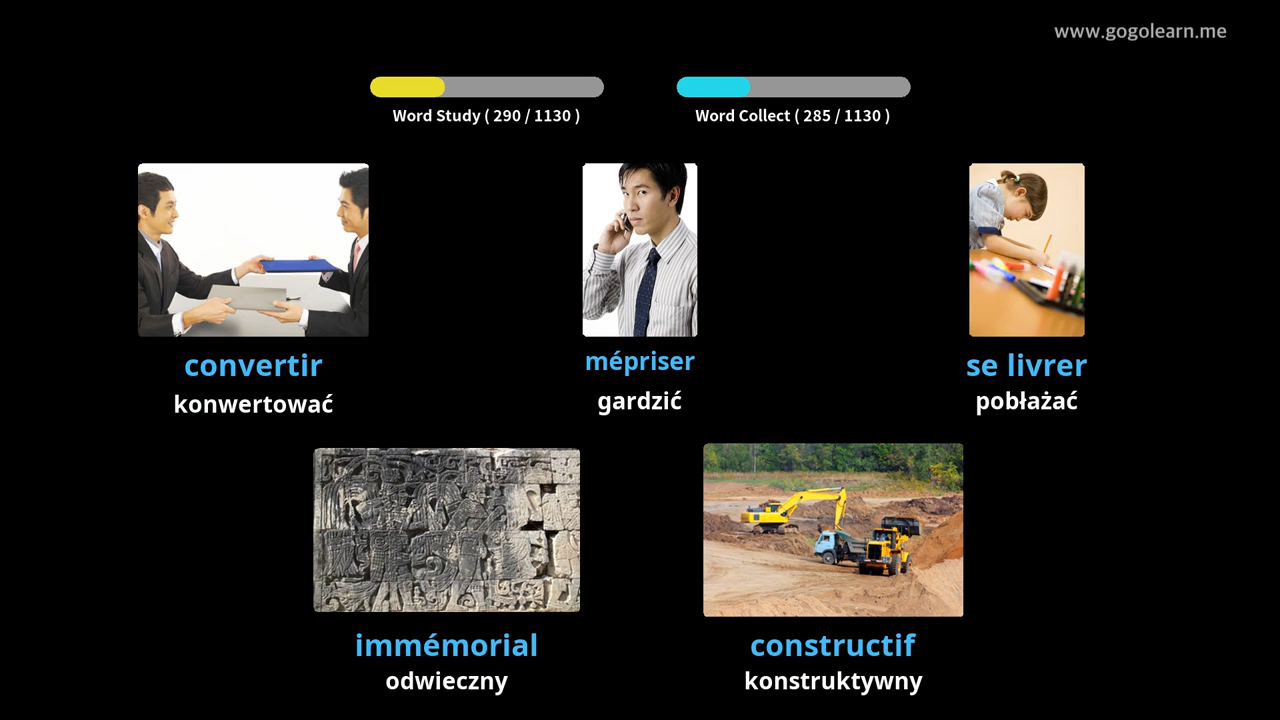 www.gogolearn.me
Word Study ( 290 / 1130 )
Word Collect ( 285 / 1130 )
convertir
konwertować
mépriser
gardzić
se livrer
pobłażać
immémorial
odwieczny
constructif
konstruktywny